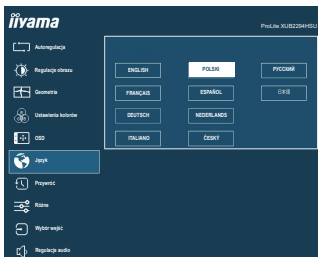 iiyama
ProLite XUB2294HSU
Autoregulacja
Regulacje obrazu
Geometria
Ustawienia kolorów
OSD
Język
Przywróć
Różne
Wybór wejść
Regulacje audio
ENGLISH
POLSKI
РУССКИЙ
FRANÇAIS
ESPAÑOL
日本語
DEUTSCH
NEDERLANDS
ITALIANO
ČESKÝ